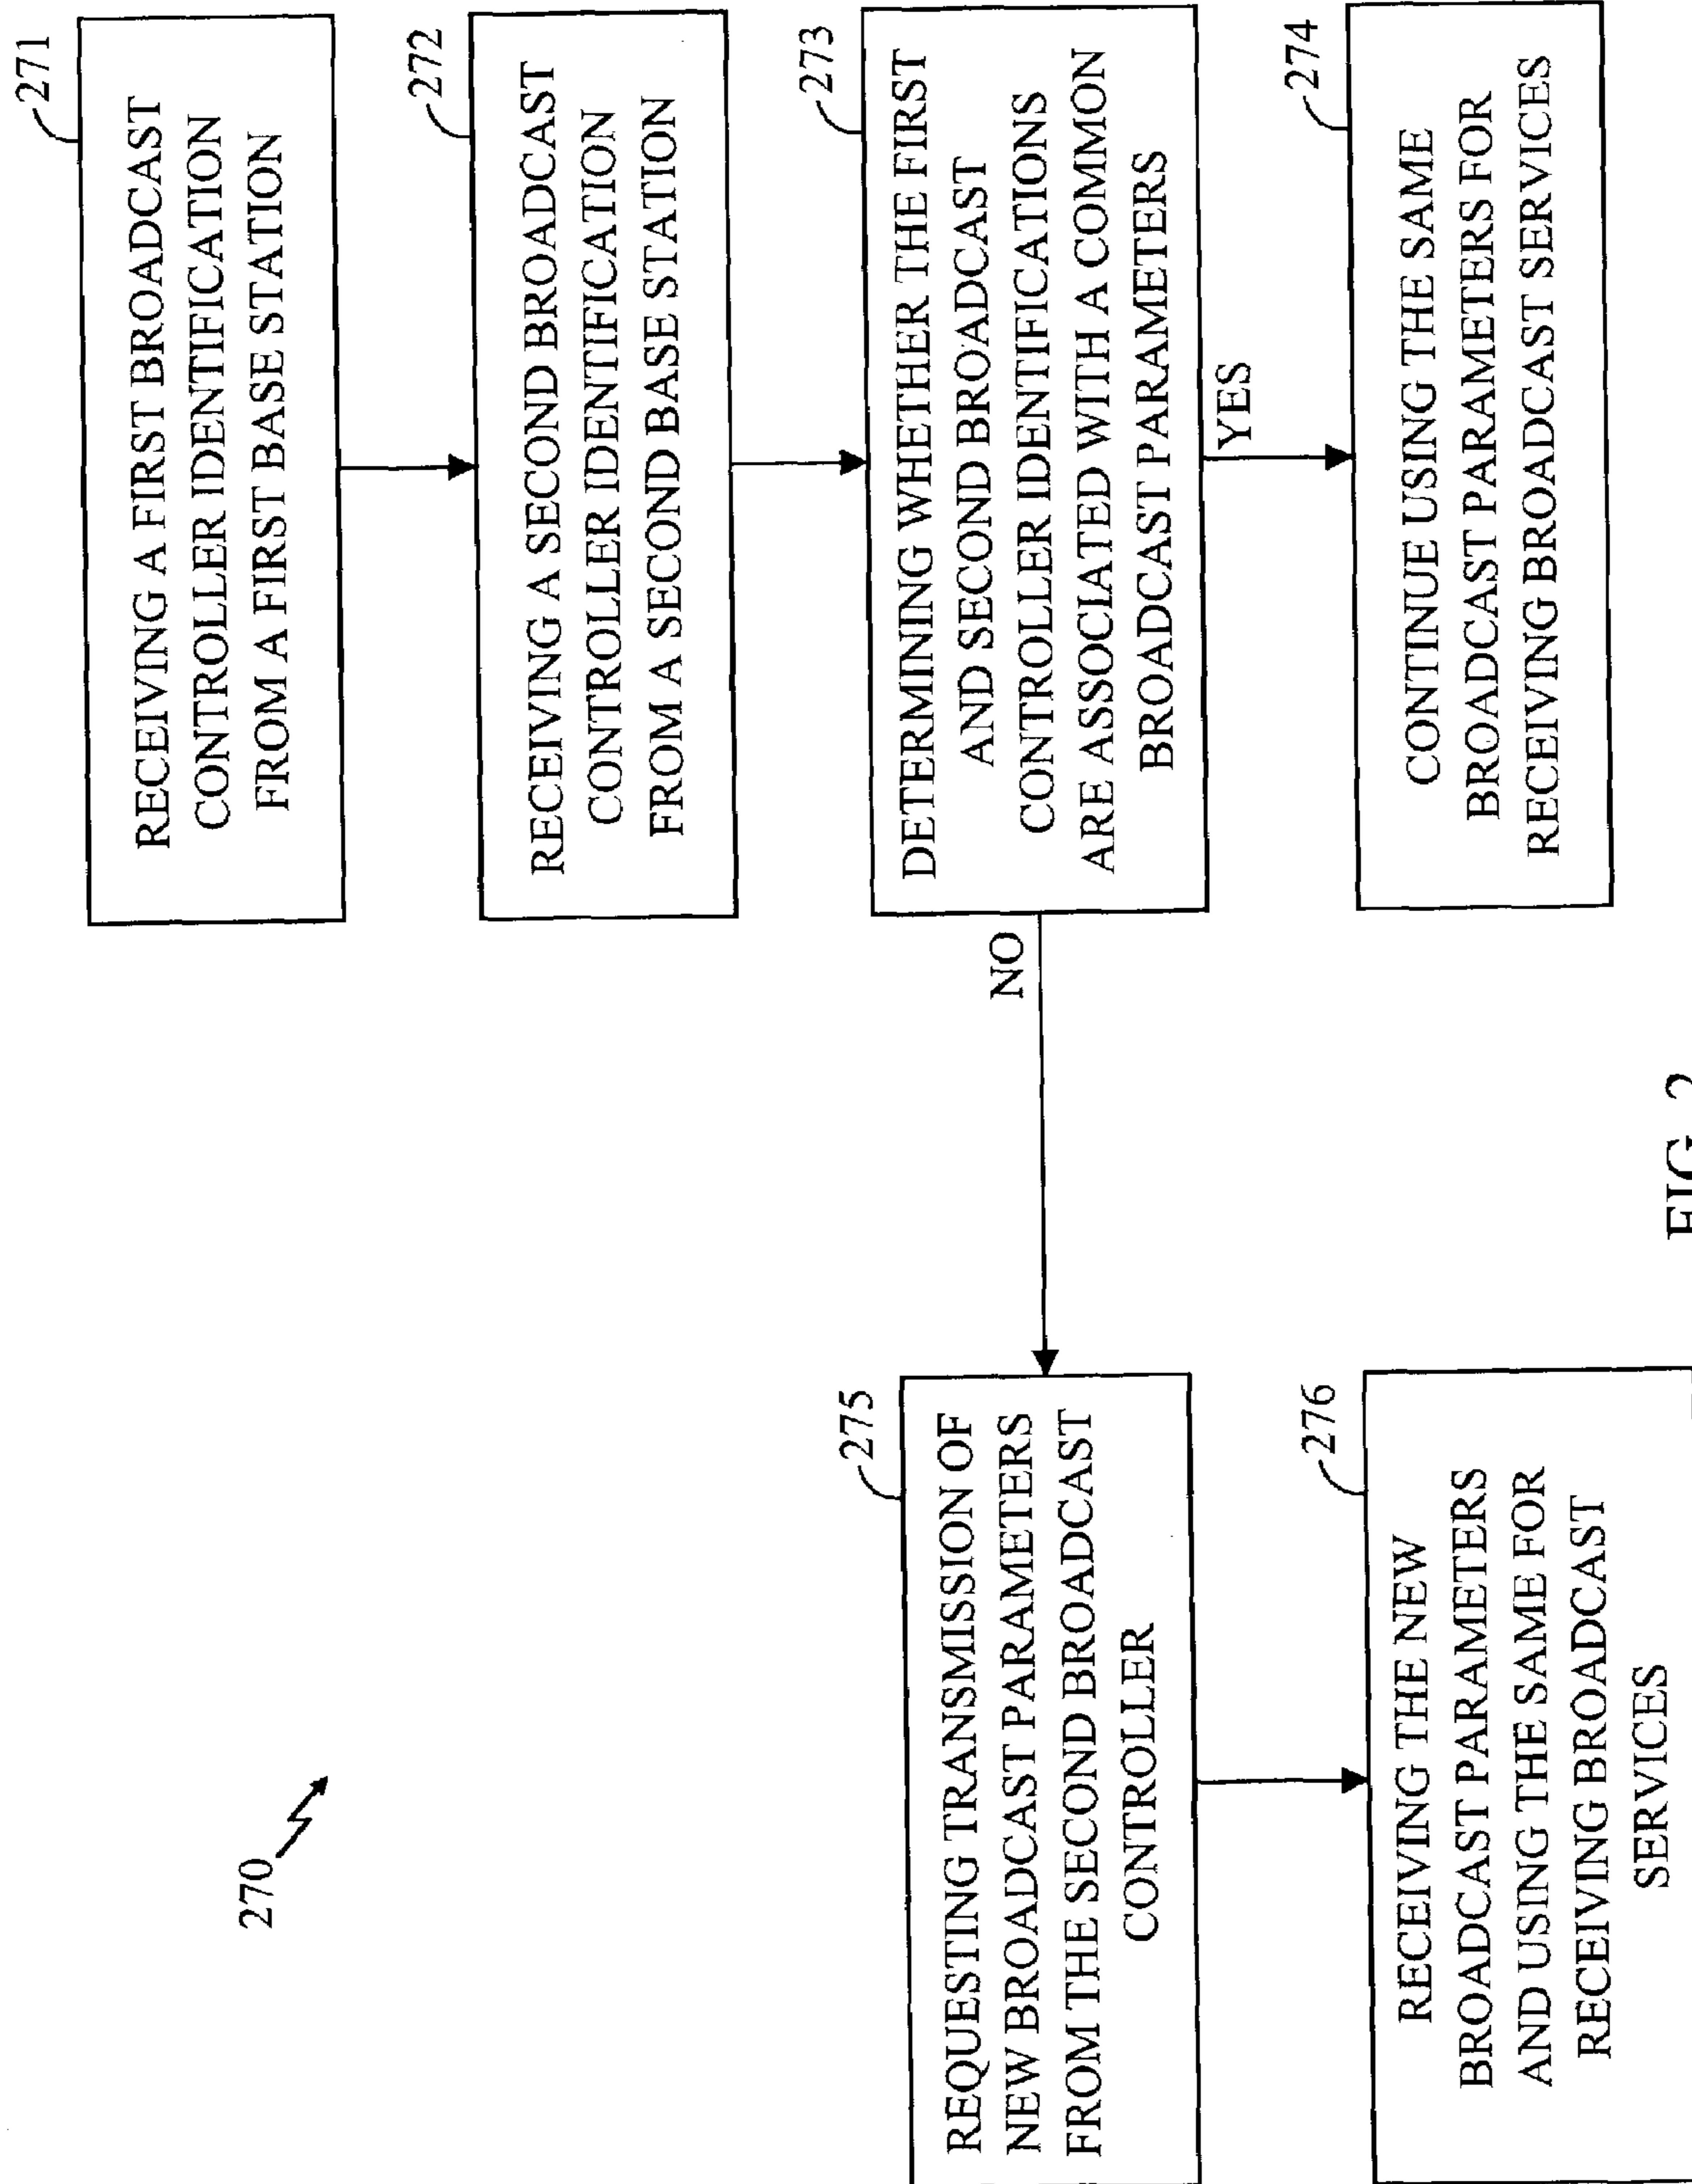 270
271
RECEIVING A FIRST BROADCAST
CONTROLLER IDENTIFICATION
FROM A FIRST BASE STATION
272
RECEIVING A SECOND BROADCAST
CONTROLLER IDENTIFICATION
FROM A SECOND BASE STATION
273
DETERMINING WHETHER THE FIRST
AND SECOND BROADCAST
CONTROLLER IDENTIFICATIONS
ARE ASSOCIATED WITH A COMMON
BROADCAST PARAMETERS
NO
YES
275
REQUESTING TRANSMISSION OF
NEW BROADCAST PARAMETERS
FROM THE SECOND BROADCAST
CONTROLLER
274
CONTINUE USING THE SAME
BROADCAST PARAMETERS FOR
RECEIVING BROADCAST SERVICES
276
RECEIVING THE NEW
BROADCAST PARAMETERS
AND USING THE SAME FOR
RECEIVING BROADCAST
SERVICES
FIG. 2